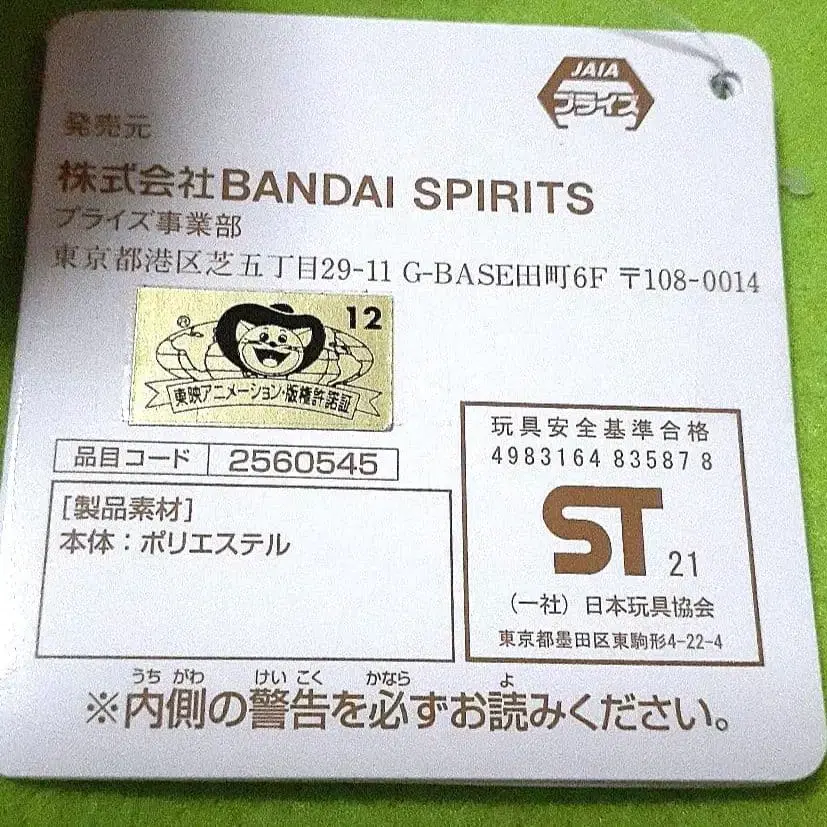 JAIA
プライズ
発売元
株式会社BANDAI SPIRITS
プライズ事業部
東京都港区芝五丁目29-11 G-BASE田町6F 〒108-0014
12
東映アニメーション・版権許諾証
品目コード 2560545
[製品素材]
本体：ポリエステル
玩具安全基準合格
4983164 83587 8
ST 21
（一社）日本玩具協会
東京都墨田区東駒形4-22-4
うち がわ けい こく かなら よ
※内側の警告を必ずお読みください。